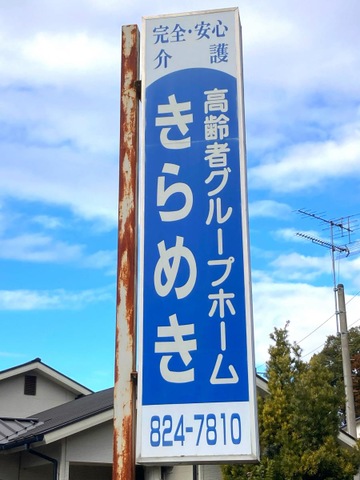 完全・安心
介護
高齢者グループホーム
きらめき
824-7810